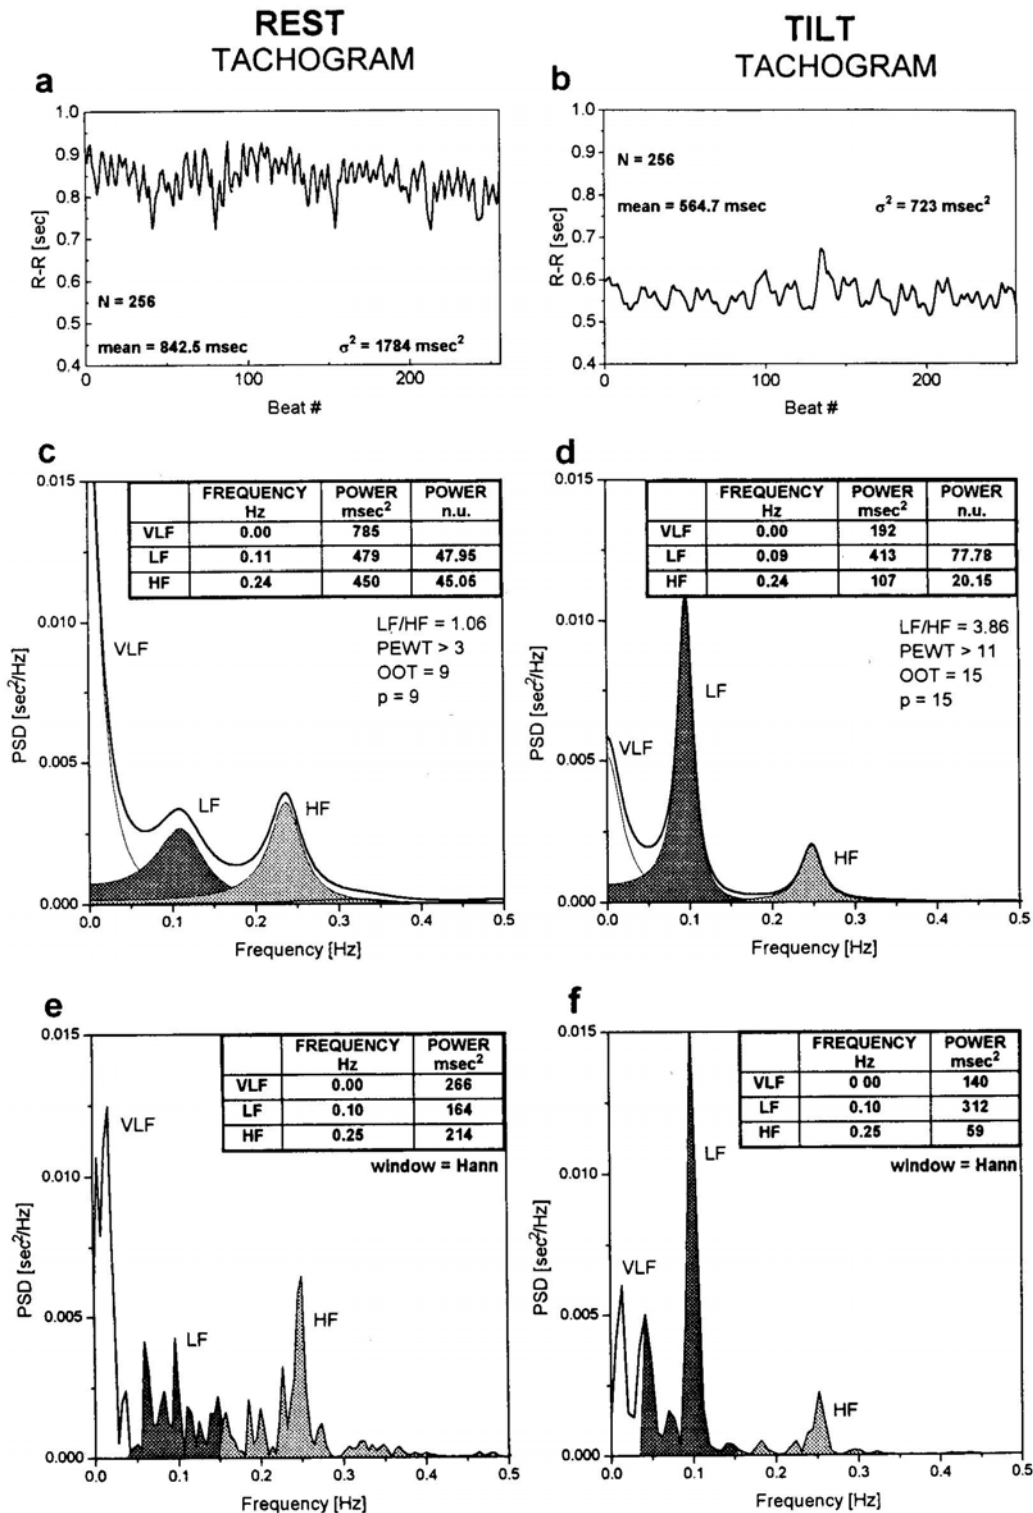 REST
TACHOGRAM
TILT
TACHOGRAM
a
1.0
0.9
0.8
0.7
0.6
0.5
0.4
R-R [sec]
N = 256
mean = 842.5 msec σ² = 1784 msec²
0 100 200
Beat #
b
1.0
0.9
0.8
0.7
0.6
0.5
0.4
R-R [sec]
N = 256
mean = 564.7 msec σ² = 723 msec²
0 100 200
Beat #
c
0.015
0.010
0.005
0.000
PSD [sec²/Hz]
FREQUENCY Hz POWER msec² POWER n.u.
VLF 0.00 785
LF 0.11 479 47.95
HF 0.24 450 45.05
LF/HF = 1.06
PEWT > 3
OOT = 9
p = 9
VLF
LF
HF
0.0 0.1 0.2 0.3 0.4 0.5
Frequency [Hz]
d
0.015
0.010
0.005
0.000
PSD [sec²/Hz]
FREQUENCY Hz POWER msec² POWER n.u.
VLF 0.00 192
LF 0.09 413 77.78
HF 0.24 107 20.15
LF/HF = 3.86
PEWT > 11
OOT = 15
p = 15
LF
VLF
HF
0.0 0.1 0.2 0.3 0.4 0.5
Frequency [Hz]
e
0.015
0.010
0.005
0.000
PSD [sec²/Hz]
FREQUENCY Hz POWER msec²
VLF 0.00 266
LF 0.10 164
HF 0.25 214
window = Hann
VLF
LF
HF
0.0 0.1 0.2 0.3 0.4 0.5
Frequency [Hz]
f
0.015
0.010
0.005
0.000
PSD [sec²/Hz]
FREQUENCY Hz POWER msec²
VLF 0 00 140
LF 0.10 312
HF 0.25 59
window = Hann
LF
VLF
HF
0.0 0.1 0.2 0.3 0.4 0.5
Frequency [Hz]